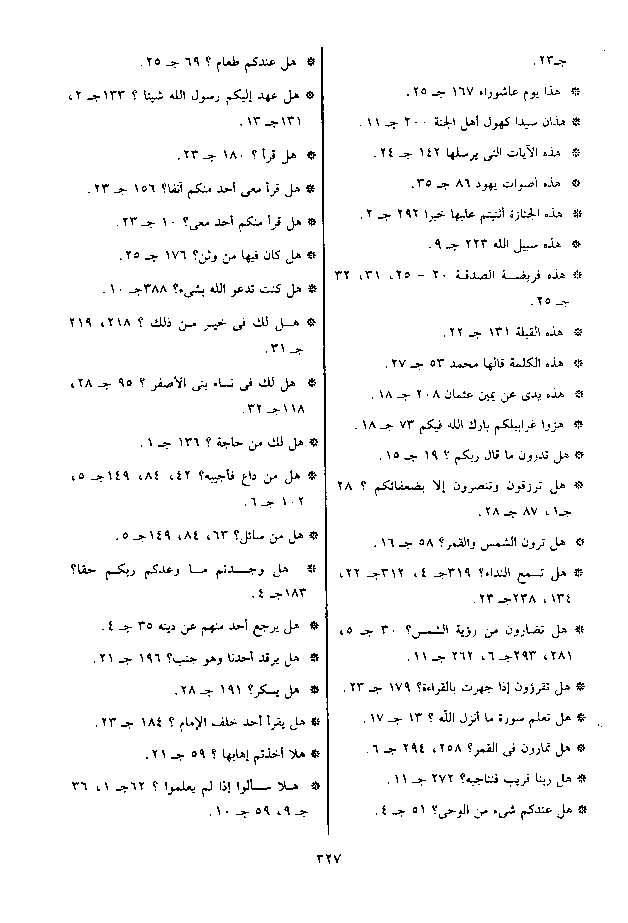 جـ٢٣.
* هذا يوم عاشوراء ١٦٧ جـ ٢٥.
* هذان سيدا كهول أهل الجنة ٢٠٠ جـ ١١.
* هذه الآيات التى يرسلها ١٤٢ جـ ٢٤.
* هذه أصوات يهود ٨٦ جـ ٣٥.
* هذه الجنازة أثنيتم عليها خيرا ٢٩٢ جـ ٢.
* هذه سبيل الله ٢٢٣ جـ ٩.
* هذه فريضة الصدقة ٢٠ - ٢٥، ٣١، ٣٢
جـ ٢٥.
* هذه القبلة ١٣١ جـ ٢٢.
* هذه الكلمة قالها محمد ٥٣ جـ ٢٧.
* هذه يدى عن يمين عثمان ٢٠٨ جـ ١٨.
* هزوا غرابيلكم بارك الله فيكم ٧٣ جـ ١٨.
* هل تدرون ما قال ربكم ؟ ١٩ جـ ١٥.
* هل ترزقون وتنصرون إلا بضعفائكم ؟ ٢٨
جـ١، ٨٧ جـ ٢٨.
* هل ترون الشمس والقمر؟ ٥٨ جـ ١٦.
* هل تسمع النداء؟ ٣١٩جـ ٤، ٣١٢جـ ٢٢،
١٣٤، ٢٣٨جـ ٢٣.
* هل تضارون من رؤية الشمس؟ ٣٠ جـ ٥،
٢٨١، ٢٩٣جـ ٦، ٢٦٢ جـ ١١.
* هل تقرؤون إذا جهرت بالقراءة؟ ١٧٩ جـ ٢٣.
* هل تعلم سورة ما أنزل الله ؟ ١٣ جـ ١٧.
* هل تمارون فى القمر؟ ٢٥٨، ٢٩٤ جـ ٦.
* هل ربنا قريب فنناجيه؟ ٢٧٢ جـ ١١.
* هل عندكم شىء من الوحى؟ ٥١ جـ ٤.
* هل عندكم طعام ؟ ٦٩ جـ ٢٥.
* هل عهد إليكم رسول الله شيئا ؟ ١٣٣جـ ٢،
١٣١جـ ١٣.
* هل قرأ ؟ ١٨٠ جـ ٢٣.
* هل قرأ معى أحد منكم آنفا؟ ١٥٦ جـ ٢٣.
* هل قرأ منكم أحد معى؟ ١٠ جـ ٢٣.
* هل كان فيها من وثن؟ ١٧٦ جـ ٢٥.
* هل كنت تدعو الله بشىء؟ ٣٨٨جـ ١٠.
* هـل لك فى خيـر مـن ذلك ؟ ٢١٨، ٢١٩
جـ ٣١.
* هل لك فى نساء بنى الأصفر ؟ ٩٥ جـ ٢٨،
١١٨جـ ٣٢.
* هل لك من حاجة ؟ ١٣٦ جـ ١.
* هل من داع فأجيبه؟ ٤٢، ٨٤، ١٤٩جـ ٥،
١٠٢ جـ ٦.
* هل من سائل؟ ٦٣، ٨٤، ١٤٩جـ ٥.
* هل وجـدتم مـا وعدكم ربكـم حقا؟
١٨٣جـ ٤.
* هل يرجع أحد منهم عن دينه ٣٥ جـ ٤.
* هل يرقد أحدنا وهو جنب؟ ١٩٦ جـ ٢١.
* هل يسكر؟ ١٩١ جـ ٢٨.
* هل يقرأ أحد خلف الإمام ؟ ١٨٤ جـ ٢٣.
* هلا أخذتم إهابها ؟ ٥٩ جـ ٢١.
* هـلا سـألوا إذا لم يعلموا ؟ ٦٢جـ ١، ٣٦
جـ ٩، ٥٩ جـ ١٠.
٣٢٧